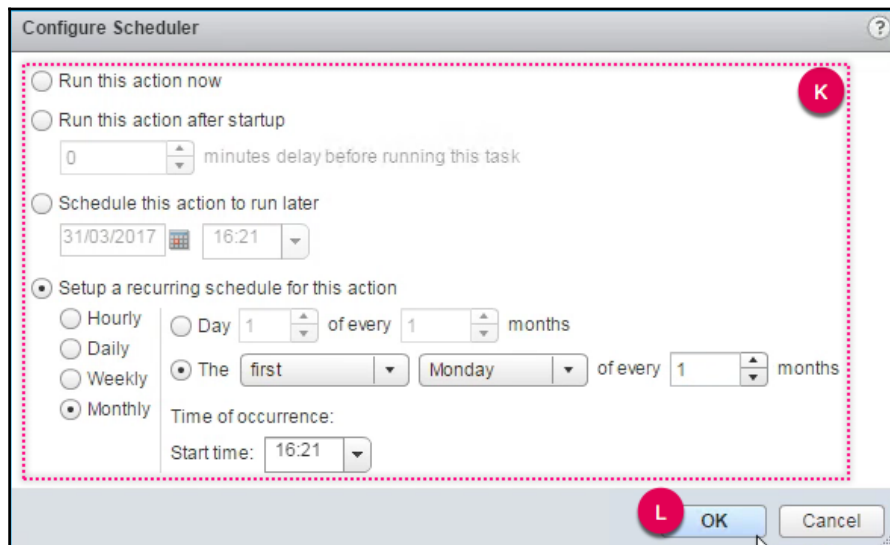 Configure Scheduler ?
Run this action now K
Run this action after startup
0 minutes delay before running this task
Schedule this action to run later
31/03/2017 16:21
Setup a recurring schedule for this action
Hourly
Daily
Weekly
Monthly
Day 1 of every 1 months
The first Monday of every 1 months
Time of occurrence:
Start time: 16:21
L OK Cancel